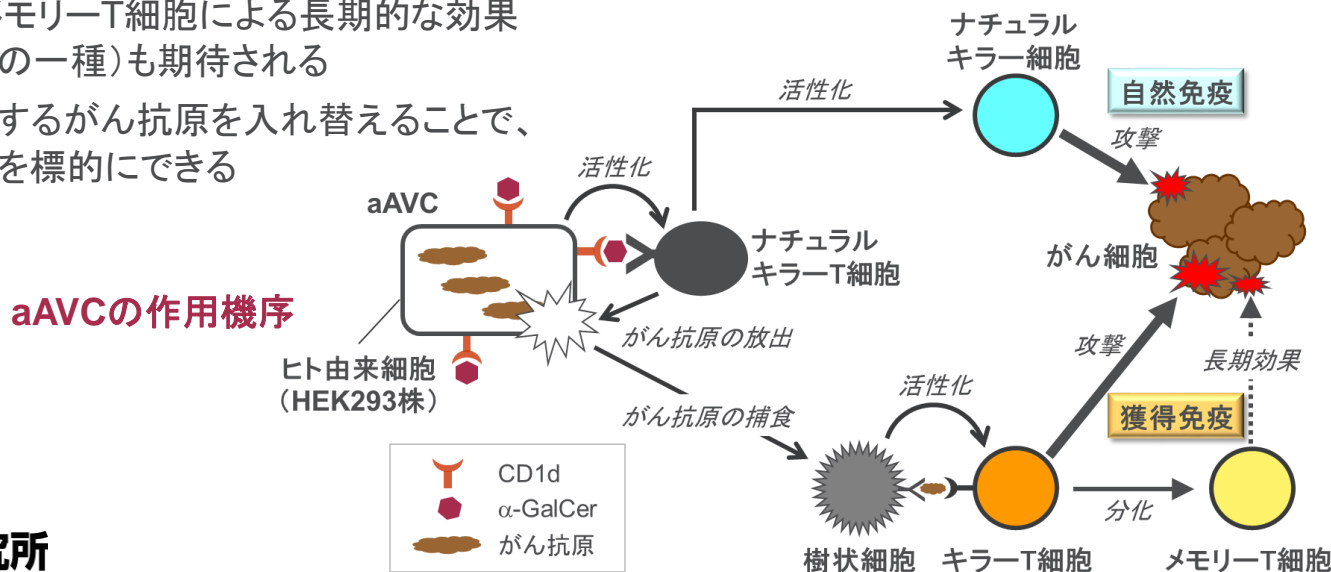 モリーT細胞による長期的な効果
の一種）も期待される
するがん抗原を入れ替えることで、
を標的にできる
aAVCの作用機序
aAVC
活性化
活性化
ナチュラル
キラー細胞
自然免疫
攻撃
ナチュラル
キラーT細胞
がん細胞
がん抗原の放出
ヒト由来細胞
（HEK293株）
がん抗原の捕食
活性化
攻撃
長期効果
獲得免疫
CD1d
α-GalCer
がん抗原
分化
樹状細胞
キラーT細胞
メモリーT細胞
所